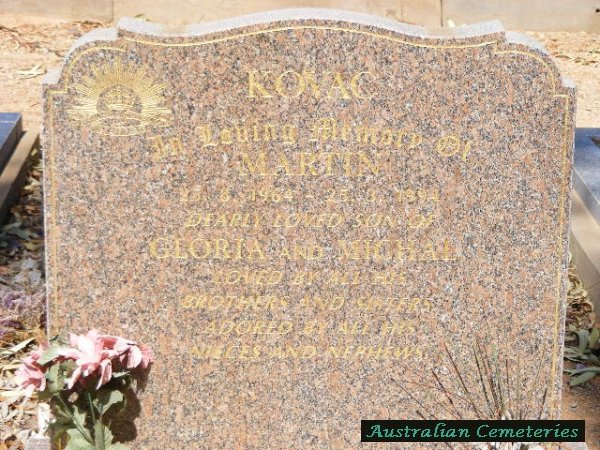 KOVAC
In Loving Memory Of
MARTIN
1964 -
DEARLY LOVED SON OF
GLORIA AND MICHAL
LOVED BY ALL HIS
BROTHERS AND SISTERS
ADORED BY ALL HIS
NIECES AND NEPHEWS
Australian Cemeteries